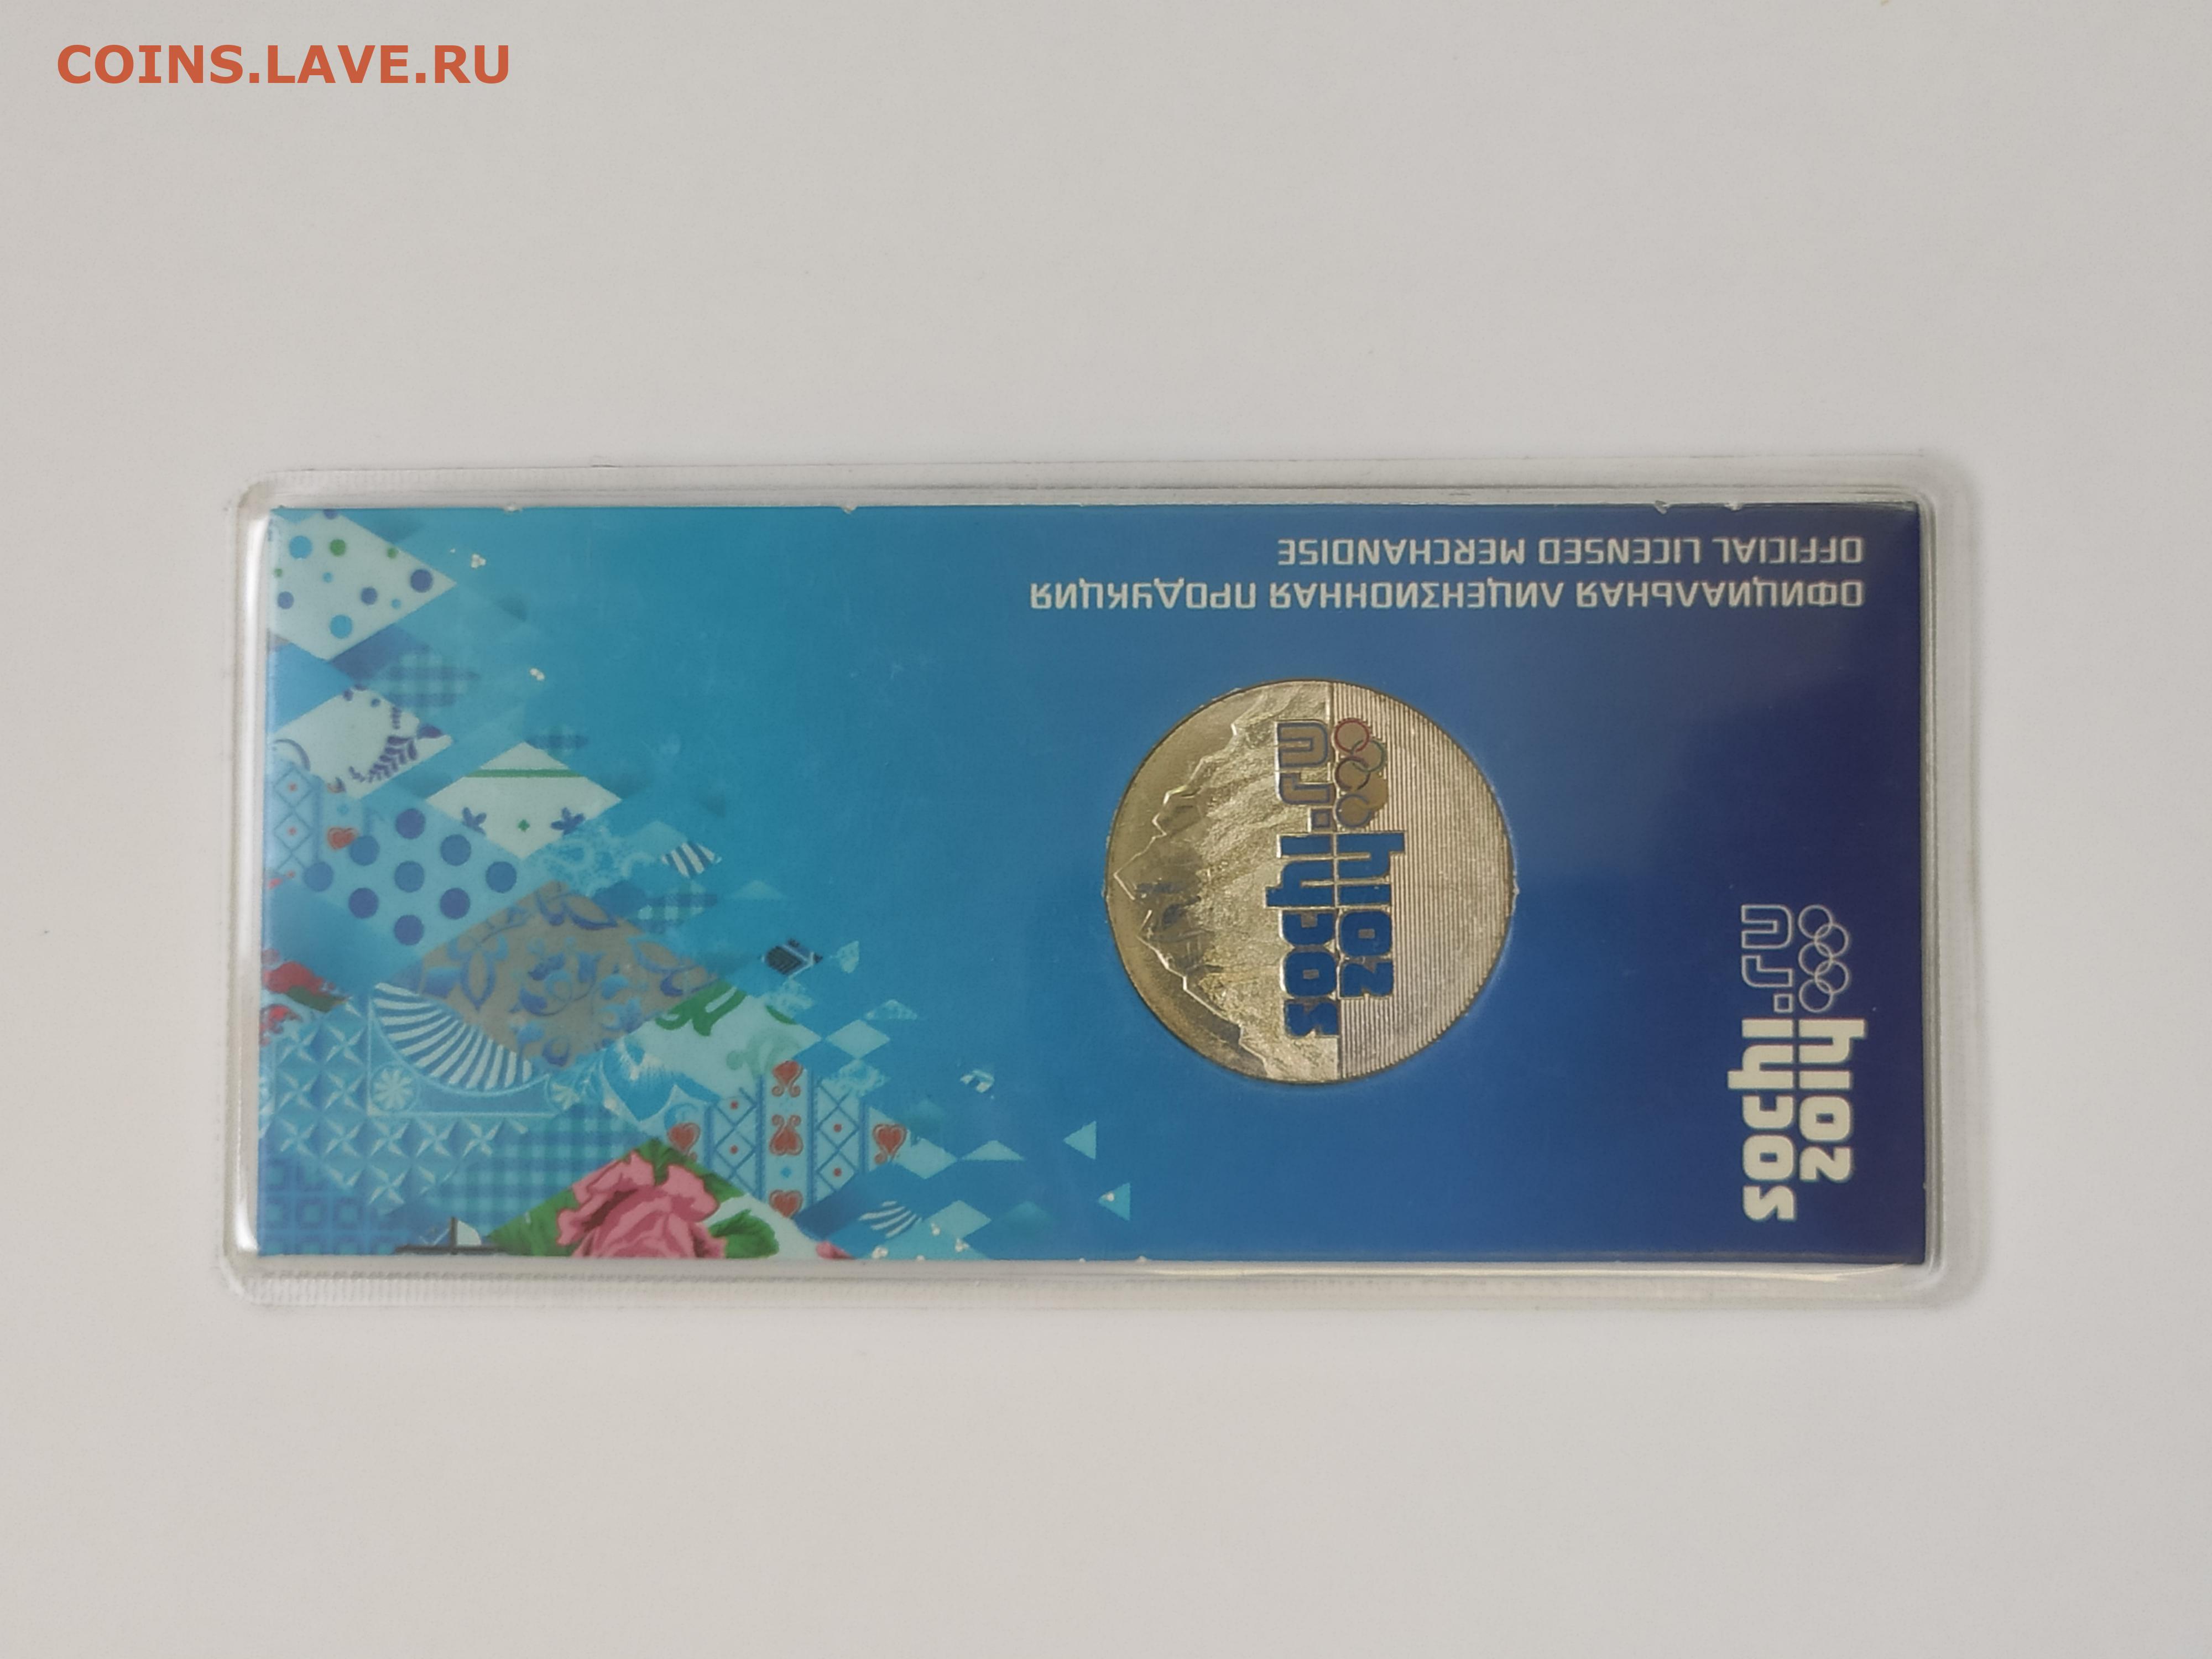 COINS.LAVE.RU
ОФИЦИАЛЬНАЯ ЛИЦЕНЗИОННАЯ ПРОДУКЦИЯ
OFFICIAL LICENSED MERCHANDISE
sochi.ru
2014
sochi.ru
2014